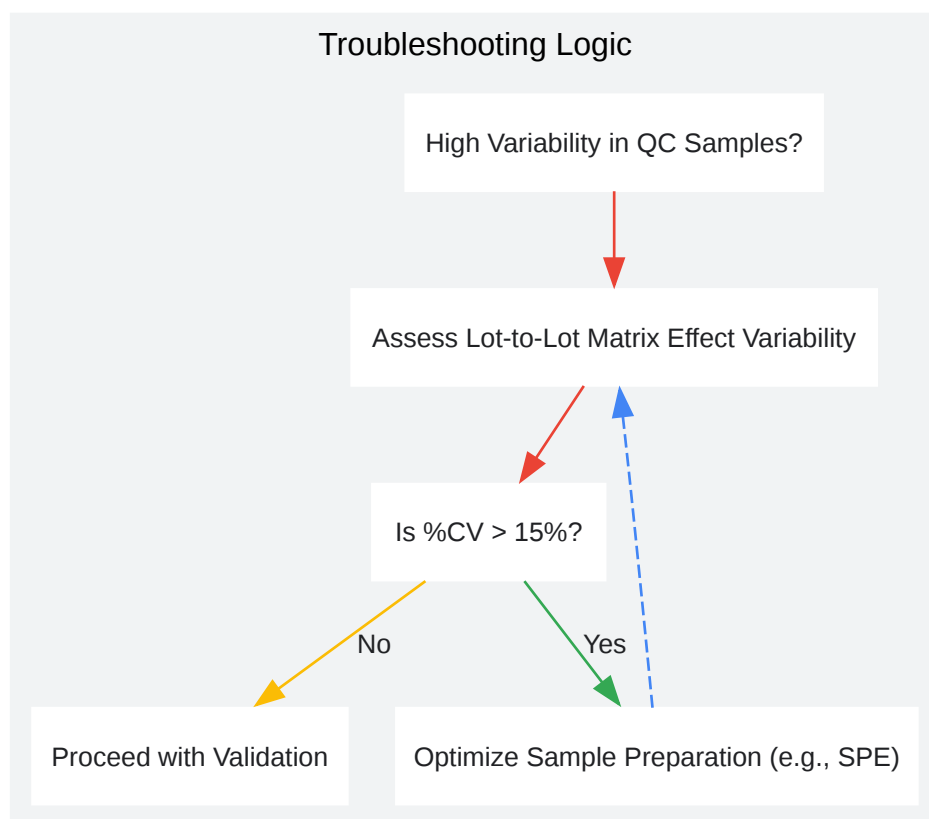 Troubleshooting Logic
High Variability in QC Samples?
Assess Lot-to-Lot Matrix Effect Variability
Is %CV > 15%?
No
Yes
Proceed with Validation
Optimize Sample Preparation (e.g., SPE)